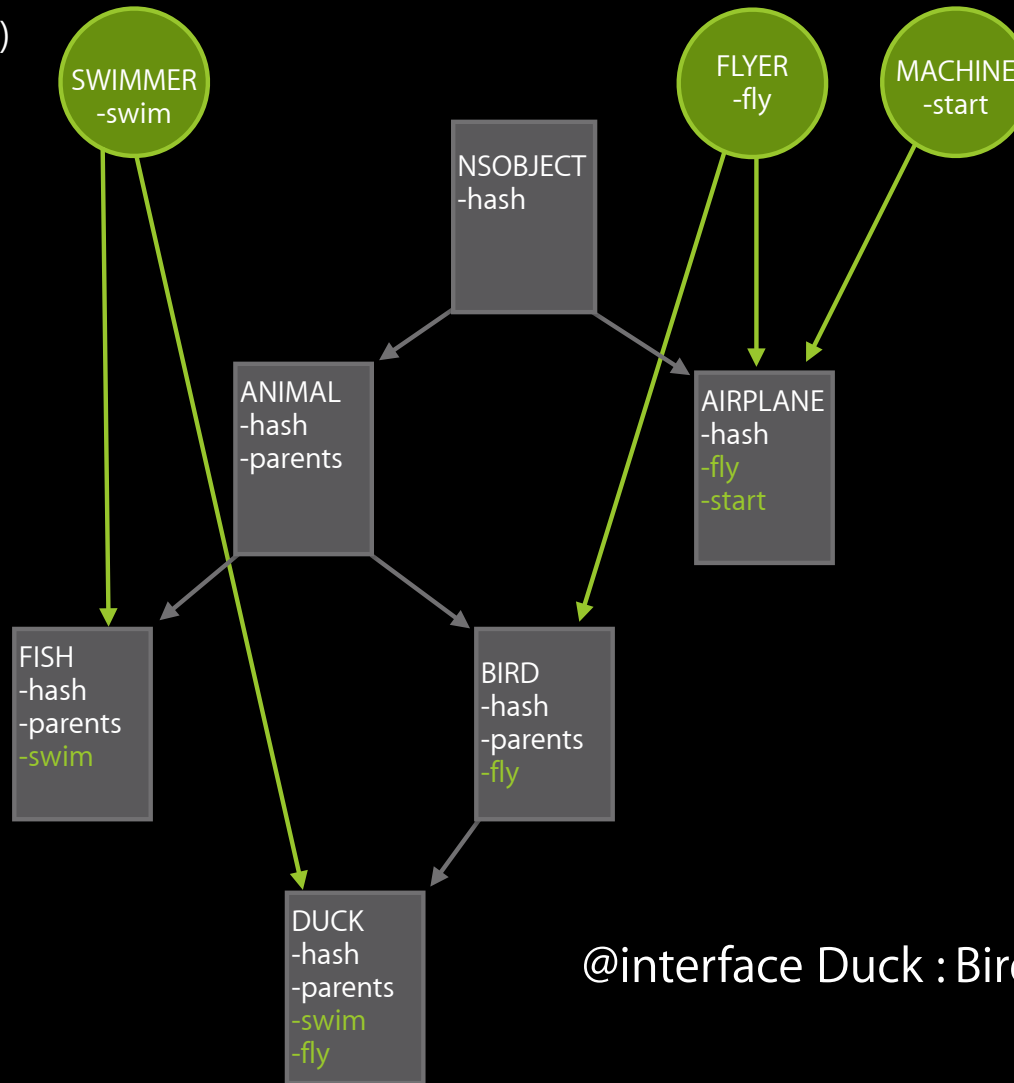 )
SWIMMER
-swim
FLYER
-fly
MACHINE
-start
NSOBJECT
-hash
ANIMAL
-hash
-parents
AIRPLANE
-hash
-fly
-start
FISH
-hash
-parents
-swim
BIRD
-hash
-parents
-fly
DUCK
-hash
-parents
-swim
-fly
@interface Duck : Bird